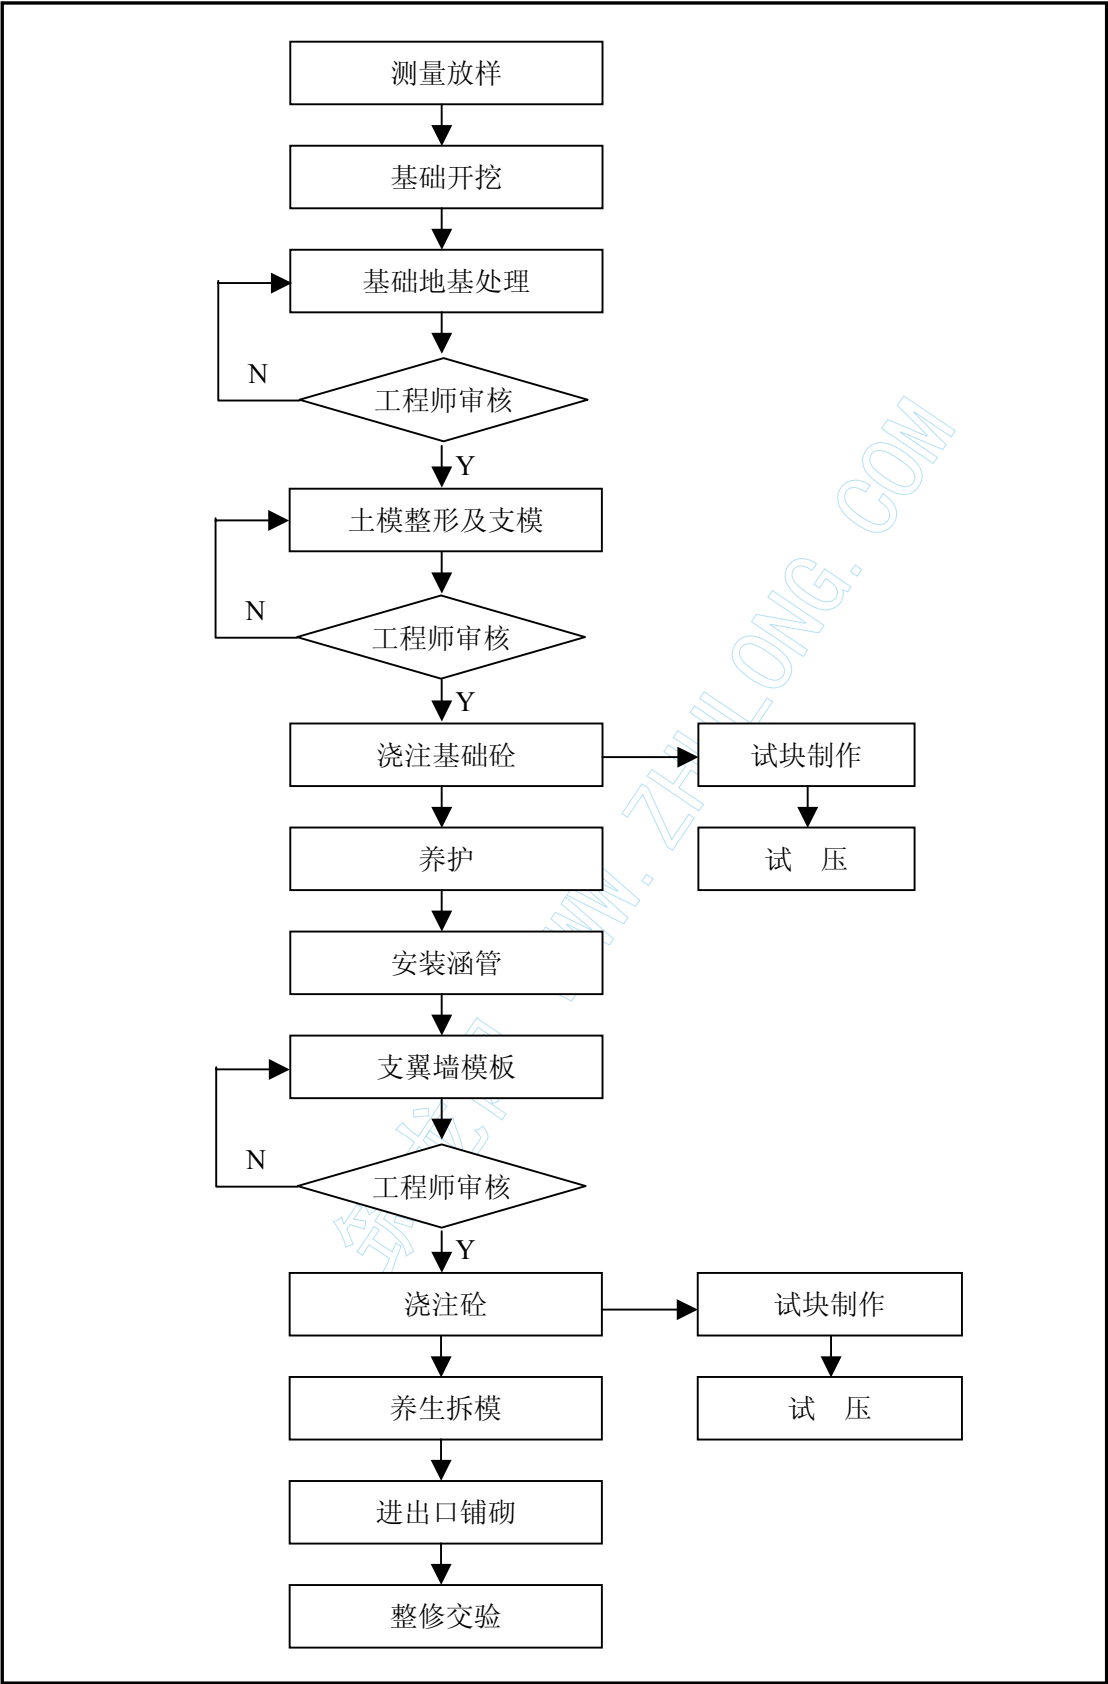 测量放样
基础开挖
基础地基处理
N
工程师审核
Y
土模整形及支模
N
工程师审核
Y
浇注基础砼
试块制作
养护
试 压
安装涵管
支翼墙模板
N
工程师审核
Y
浇注砼
试块制作
养生拆模
试 压
进出口铺砌
整修交验
筑龙网 WWW.ZHULONG.COM